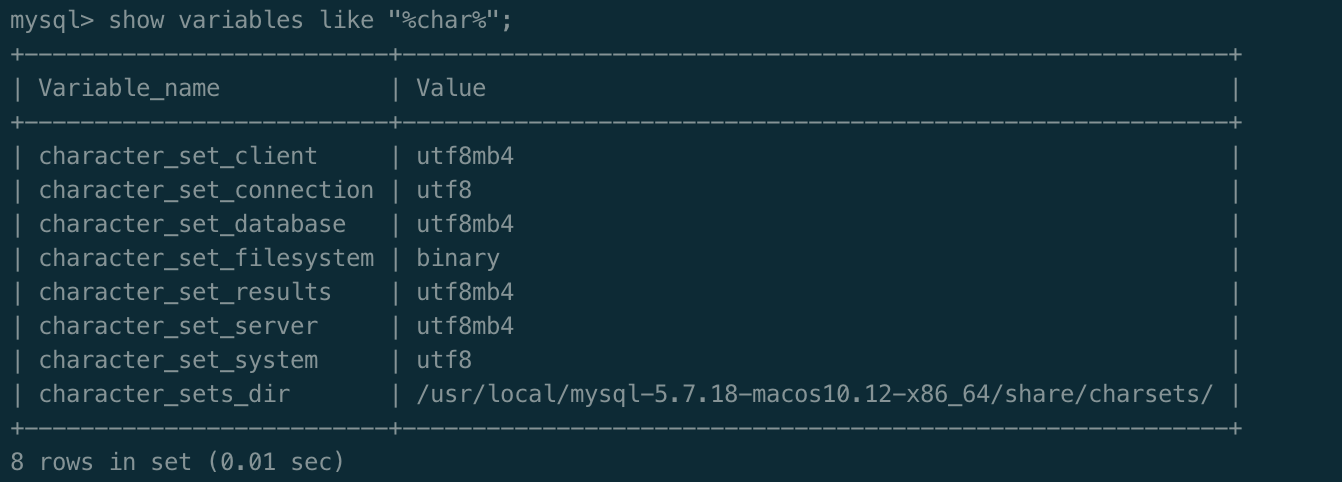 mysql> show variables like "%char%";
+--------------------------+-----------------------------------------------------------+
| Variable_name            | Value                                                     |
+--------------------------+-----------------------------------------------------------+
| character_set_client     | utf8mb4                                                   |
| character_set_connection | utf8                                                      |
| character_set_database   | utf8mb4                                                   |
| character_set_filesystem | binary                                                    |
| character_set_results    | utf8mb4                                                   |
| character_set_server     | utf8mb4                                                   |
| character_set_system     | utf8                                                      |
| character_sets_dir       | /usr/local/mysql-5.7.18-macos10.12-x86_64/share/charsets/ |
+--------------------------+-----------------------------------------------------------+
8 rows in set (0.01 sec)